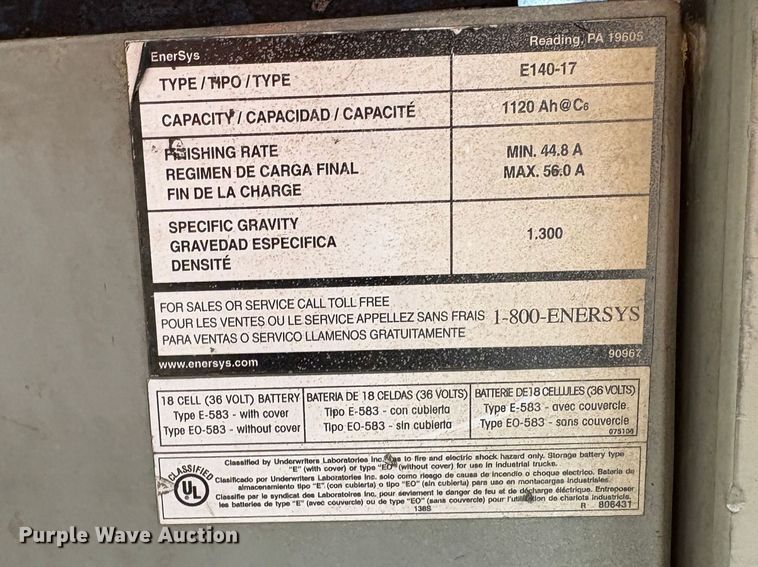 EnerSys Reading, PA 19605
TYPE / TIPO / TYPE E140-17
CAPACITY / CAPACIDAD / CAPACITÉ 1120 Ah@C6
FINISHING RATE MIN. 44.8 A
REGIMEN DE CARGA FINAL MAX. 56.0 A
FIN DE LA CHARGE
SPECIFIC GRAVITY
GRAVEDAD ESPECIFICA 1.300
DENSITÉ
FOR SALES OR SERVICE CALL TOLL FREE
POUR LES VENTES OU LE SERVICE APPELLEZ SANS FRAIS 1-800-ENERSYS
PARA VENTAS O SERVICO LLAMENOS GRATUITAMENTE
www.enersys.com 90967
18 CELL (36 VOLT) BATTERY
Type E-583 - with cover
Type EO-583 - without cover
BATERIA DE 18 CELDAS (36 VOLTS)
Tipo E-583 - con cubierta
Tipo EO-583 - sin cubierta
BATTERIE DE 18 CELLULES (36 VOLTS)
Type E-583 - avec couvercle
Type EO-583 - sans couvercle
075106
CLASSIFIED
UL
Classified by Underwriters Laboratories Inc. as to fire and electric shock hazard only. Storage battery type
"E" (with cover) or type "EO" (without cover) for use in industrial trucks.
Clasificado por Underwriters Laboratories Inc. solo como riesgo de causa de incendio o choque electrico. Bateria de
almacenamiento tipo "E" (con cubierta) o tipo "EO" (sin cubierta) para uso en montacargas industriales.
Classifie par le syndicat des Laboratoires Inc. pour seviement le danger de feu et de décharge éléctrique. Entreposer
les batteries de type "E" (avec couvercle) ou de type "EO" (sans couvercle) pour l'utilization de chariots industriels.
138S R 806431
Purple Wave Auction